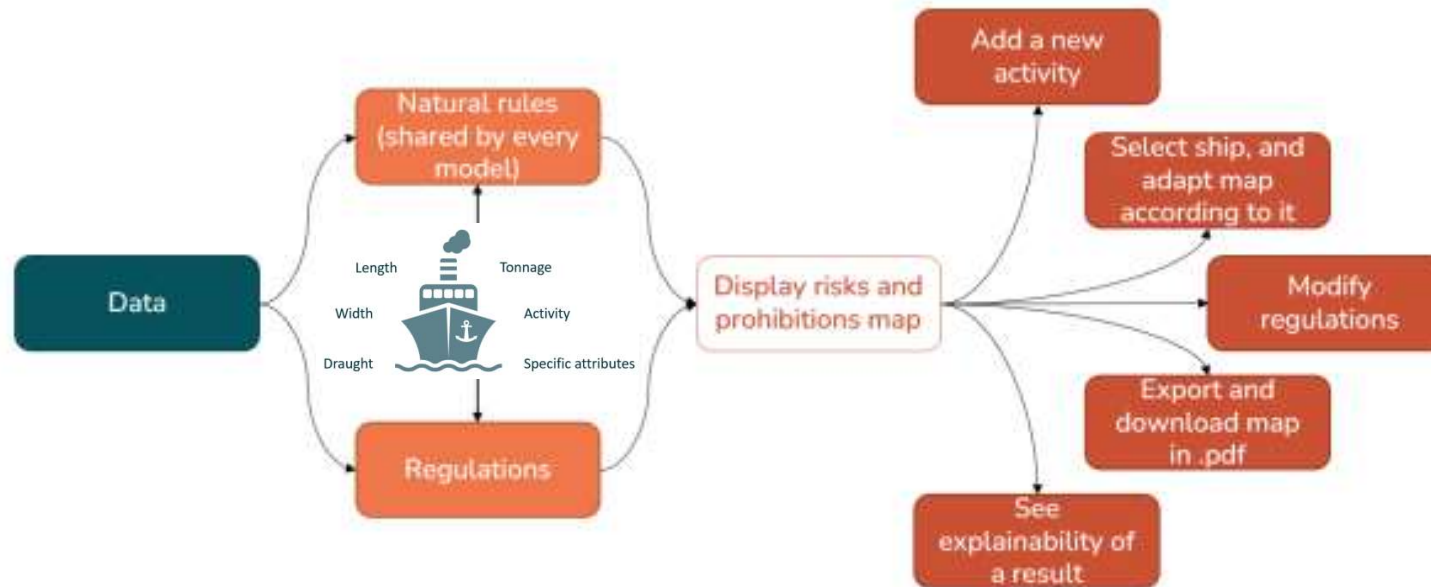 Data
Natural rules
(shared by every
model)
Length
Tonnage
Width
Activity
Draught
Specific attributes
Regulations
Display risks and
prohibitions map
Add a new
activity
Select ship, and
adapt map
according to it
Modify
regulations
Export and
download map
in .pdf
See
explainability of
a result